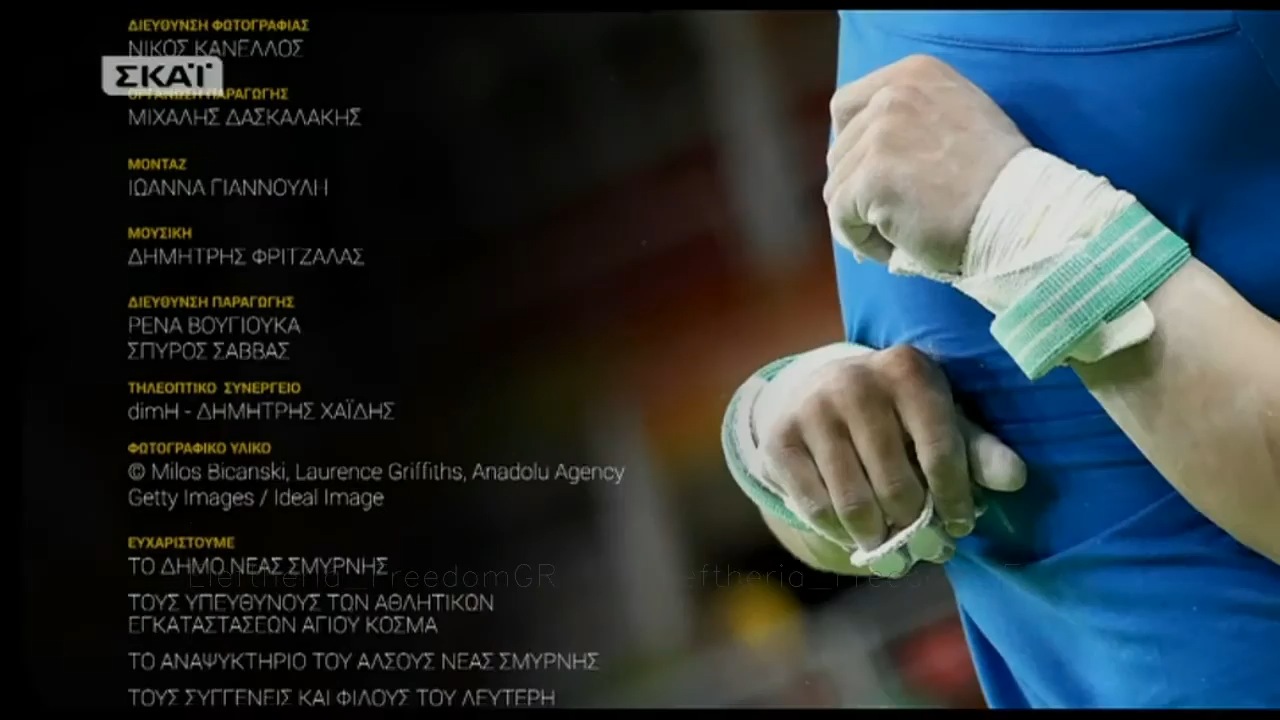 ΔΙΕΥΘΥΝΣΗ ΦΩΤΟΓΡΑΦΙΑΣ
ΝΙΚΟΣ ΚΑΝΕΛΛΟΣ
ΣΚΑΪ
ΟΡΓΑΝΩΣΗ ΠΑΡΑΓΩΓΗΣ
ΜΙΧΑΛΗΣ ΔΑΣΚΑΛΑΚΗΣ
ΜΟΝΤΑΖ
ΙΩΑΝΝΑ ΓΙΑΝΝΟΥΛΗ
ΜΟΥΣΙΚΗ
ΔΗΜΗΤΡΗΣ ΦΡΙΤΖΑΛΑΣ
ΔΙΕΥΘΥΝΣΗ ΠΑΡΑΓΩΓΗΣ
ΡΕΝΑ ΒΟΥΓΙΟΥΚΑ
ΣΠΥΡΟΣ ΣΑΒΒΑΣ
ΤΗΛΕΟΠΤΙΚΟ ΣΥΝΕΡΓΕΙΟ
dimH - ΔΗΜΗΤΡΗΣ ΧΑΪΔΗΣ
ΦΩΤΟΓΡΑΦΙΚΟ ΥΛΙΚΟ
© Milos Bicanski, Laurence Griffiths, Anadolu Agency
Getty Images / Ideal Image
ΕΥΧΑΡΙΣΤΟΥΜΕ
ΤΟ ΔΗΜΟ ΝΕΑΣ ΣΜΥΡΝΗΣ
Eleftheria_FreedomGR
ΤΟΥΣ ΥΠΕΥΘΥΝΟΥΣ ΤΩΝ ΑΘΛΗΤΙΚΩΝ
ΕΓΚΑΤΑΣΤΑΣΕΩΝ ΑΓΙΟΥ ΚΟΣΜΑ
ΤΟ ΑΝΑΨΥΚΤΗΡΙΟ ΤΟΥ ΑΛΣΟΥΣ ΝΕΑΣ ΣΜΥΡΝΗΣ
ΤΟΥΣ ΣΥΓΓΕΝΕΙΣ ΚΑΙ ΦΙΛΟΥΣ ΤΟΥ ΛΕΥΤΕΡΗ